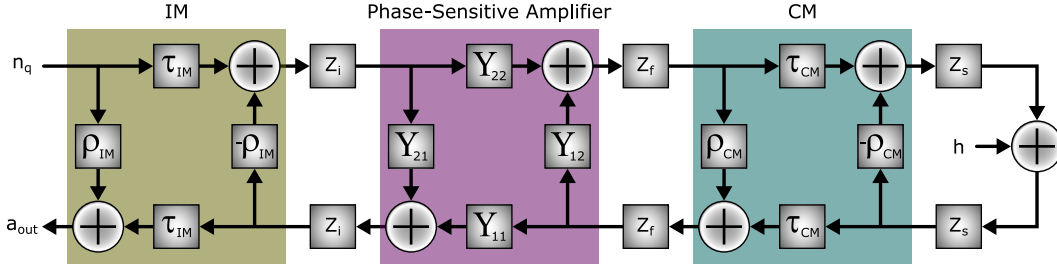 IM Phase-Sensitive Amplifier CM
n_q τ_IM Z_i Y_22 Z_f τ_CM Z_s
ρ_IM -ρ_IM Y_21 Y_12 ρ_CM -ρ_CM h
a_out τ_IM Z_i Y_11 Z_f τ_CM Z_s